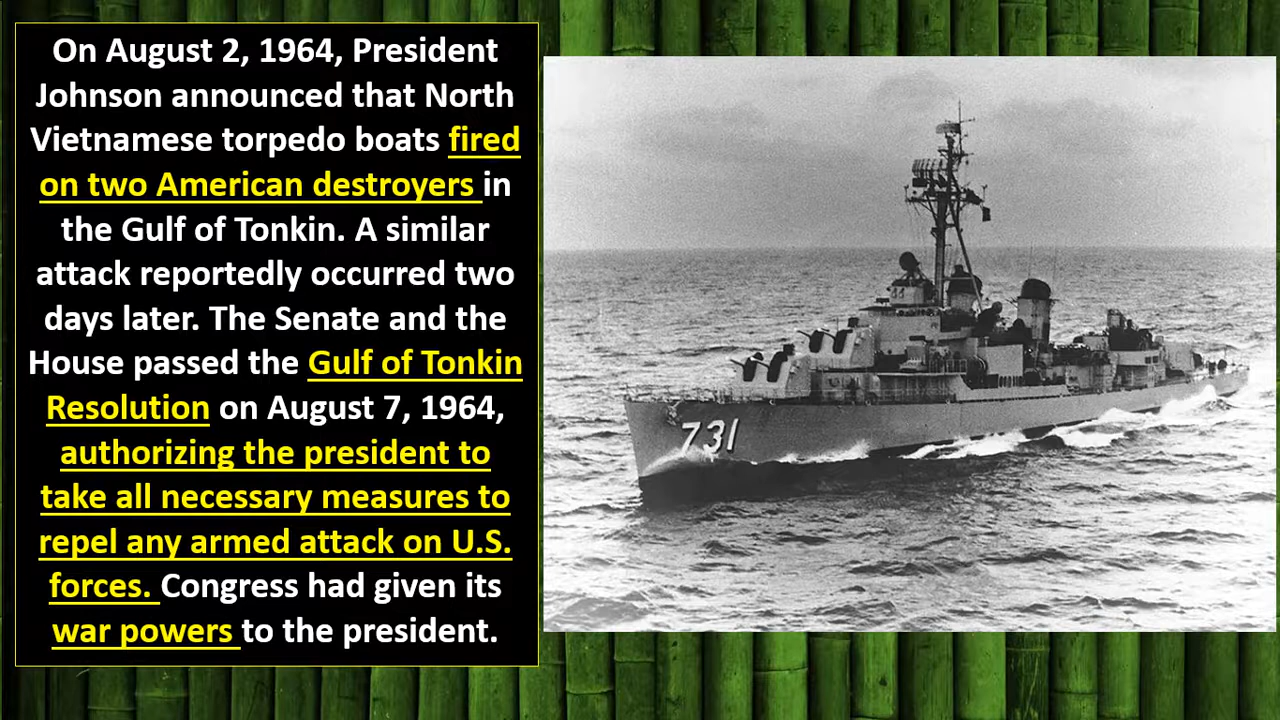 On August 2, 1964, President
Johnson announced that North
Vietnamese torpedo boats fired
on two American destroyers in
the Gulf of Tonkin. A similar
attack reportedly occurred two
days later. The Senate and the
House passed the Gulf of Tonkin
Resolution on August 7, 1964,
authorizing the president to
take all necessary measures to
repel any armed attack on U.S.
forces. Congress had given its
war powers to the president.
731